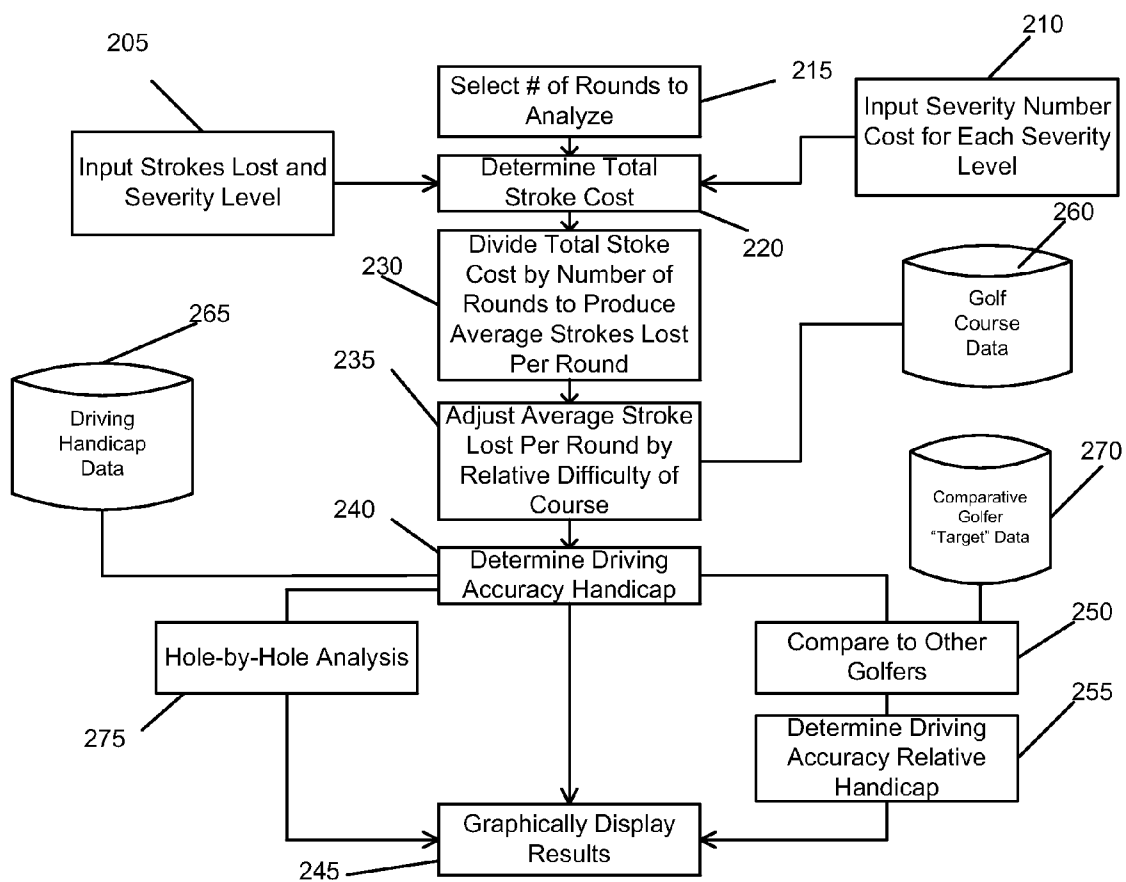 205
210
215
Select # of Rounds to
Analyze
Input Strokes Lost and
Severity Level
Determine Total
Stroke Cost
Input Severity Number
Cost for Each Severity
Level
220
230
Divide Total Stoke
Cost by Number of
Rounds to Produce
Average Strokes Lost
Per Round
260
Golf
Course
Data
265
Driving
Handicap
Data
235
Adjust Average Stroke
Lost Per Round by
Relative Difficulty of
Course
270
Comparative
Golfer
“Target” Data
240
Determine Driving
Accuracy Handicap
Hole-by-Hole Analysis
275
250
Compare to Other
Golfers
255
Determine Driving
Accuracy Relative
Handicap
Graphically Display
Results
245